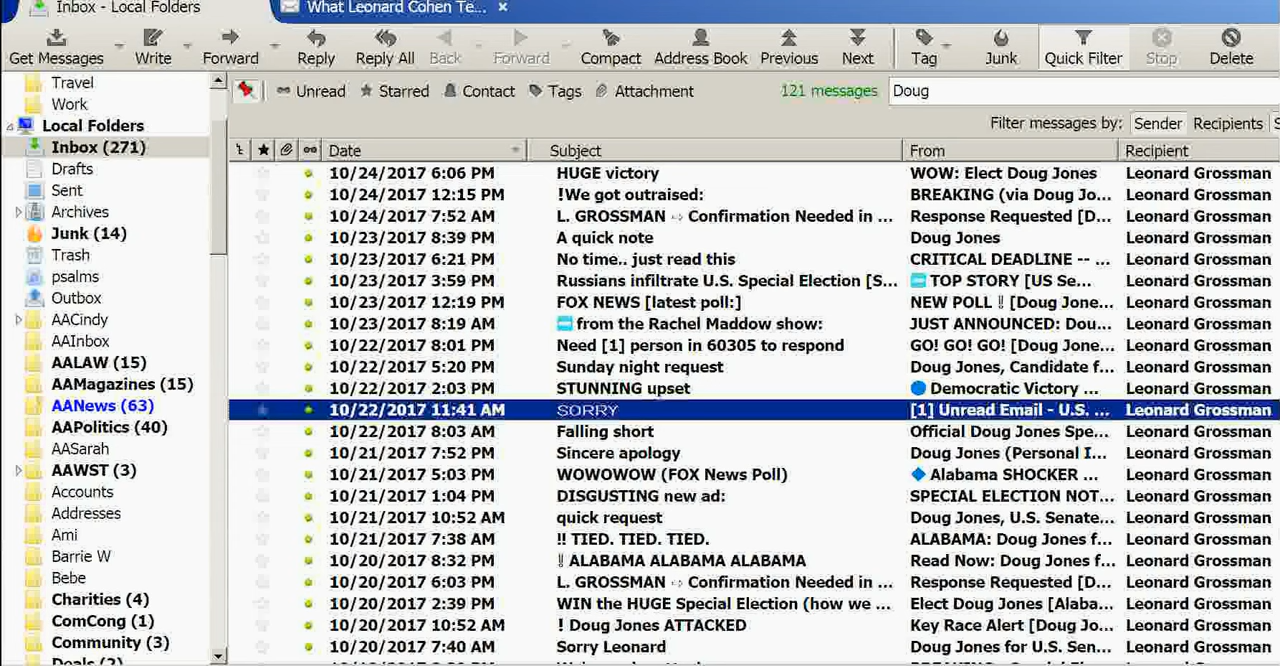 Inbox - Local Folders What Leonard Cohen Te... ×
Get Messages Write Forward Reply Reply All Back Forward Compact Address Book Previous Next Tag Junk Quick Filter Stop Delete
Travel
Work
Local Folders
Inbox (271)
Drafts
Sent
Archives
Junk (14)
Trash
psalms
Outbox
AACindy
AAInbox
AALAW (15)
AAMagazines (15)
AANews (63)
AAPolitics (40)
AASarah
AAWST (3)
Accounts
Addresses
Ami
Barrie W
Bebe
Charities (4)
ComCong (1)
Community (3)
Deals (2)
Unread Starred Contact Tags Attachment 121 messages Doug
Filter messages by: Sender Recipients S
Date Subject From Recipient
10/24/2017 6:06 PM HUGE victory WOW: Elect Doug Jones Leonard Grossman
10/24/2017 12:15 PM !We got outraised: BREAKING (via Doug Jo... Leonard Grossman
10/24/2017 7:52 AM L. GROSSMAN ⇨ Confirmation Needed in ... Response Requested [D... Leonard Grossman
10/23/2017 8:39 PM A quick note Doug Jones Leonard Grossman
10/23/2017 6:21 PM No time.. just read this CRITICAL DEADLINE -- ... Leonard Grossman
10/23/2017 3:59 PM Russians infiltrate U.S. Special Election [S... TOP STORY [US Se... Leonard Grossman
10/23/2017 12:19 PM FOX NEWS [latest poll:] NEW POLL ‼ [Doug Jone... Leonard Grossman
10/23/2017 8:19 AM from the Rachel Maddow show: JUST ANNOUNCED: Dou... Leonard Grossman
10/22/2017 8:01 PM Need [1] person in 60305 to respond GO! GO! GO! [Doug Jone... Leonard Grossman
10/22/2017 5:20 PM Sunday night request Doug Jones, Candidate f... Leonard Grossman
10/22/2017 2:03 PM STUNNING upset Democratic Victory ... Leonard Grossman
10/22/2017 11:41 AM SORRY [1] Unread Email - U.S. ... Leonard Grossman
10/22/2017 8:03 AM Falling short Official Doug Jones Spe... Leonard Grossman
10/21/2017 7:52 PM Sincere apology Doug Jones (Personal I... Leonard Grossman
10/21/2017 5:03 PM WOWOWOW (FOX News Poll) Alabama SHOCKER ... Leonard Grossman
10/21/2017 1:04 PM DISGUSTING new ad: SPECIAL ELECTION NOT... Leonard Grossman
10/21/2017 10:52 AM quick request Doug Jones, U.S. Senate... Leonard Grossman
10/21/2017 7:38 AM !! TIED. TIED. TIED. ALABAMA: Doug Jones f... Leonard Grossman
10/20/2017 8:32 PM ‼ ALABAMA ALABAMA ALABAMA Read Now: Doug Jones f... Leonard Grossman
10/20/2017 6:03 PM L. GROSSMAN ⇨ Confirmation Needed in ... Response Requested [D... Leonard Grossman
10/20/2017 2:39 PM WIN the HUGE Special Election (how we ... Elect Doug Jones [Alaba... Leonard Grossman
10/20/2017 10:52 AM ! Doug Jones ATTACKED Key Race Alert [Doug Jo... Leonard Grossman
10/20/2017 7:40 AM Sorry Leonard Doug Jones for U.S. Sen... Leonard Grossman